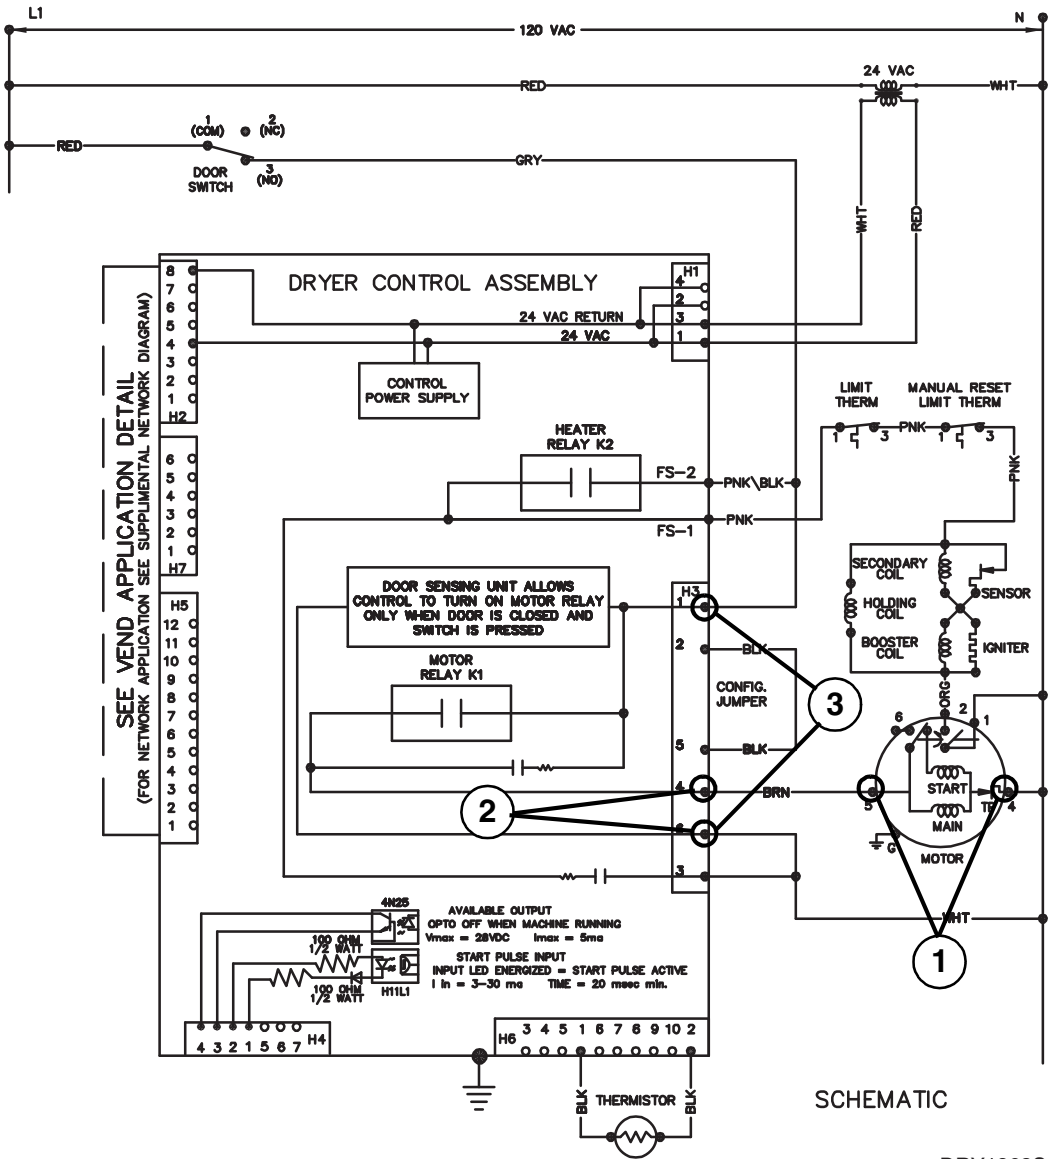 L1
N
120 VAC
24 VAC
RED
WHT
1
(COM)
2
(NC)
RED
GRY
3
(NO)
DOOR
SWITCH
WHT
RED
DRYER CONTROL ASSEMBLY
H1
4
2
3
1
24 VAC RETURN
24 VAC
8
7
6
5
4
3
2
1
H2
CONTROL
POWER SUPPLY
SEE VEND APPLICATION DETAIL
(FOR NETWORK APPLICATION SEE SUPPLIMENTAL NETWORK DIAGRAM)
LIMIT
THERM
MANUAL RESET
LIMIT THERM
1
3
PNK
1
3
PNK
HEATER
RELAY K2
FS-2
PNK\BLK
PNK
FS-1
6
5
4
3
2
1
H7
SECONDARY
COIL
SENSOR
HOLDING
COIL
BOOSTER
COIL
IGNITER
DOOR SENSING UNIT ALLOWS
CONTROL TO TURN ON MOTOR RELAY
ONLY WHEN DOOR IS CLOSED AND
SWITCH IS PRESSED
H3
1
2
BLK
H5
12
11
10
9
8
7
6
5
4
3
2
1
MOTOR
RELAY K1
CONFIG.
JUMPER
3
ORG
2
1
6
5
BLK
4
BRN
START
5
TP
4
2
6
MAIN
G
MOTOR
3
WHT
1
4N25
AVAILABLE OUTPUT
OPTO OFF WHEN MACHINE RUNNING
Vmax = 28VDC Imax = 5ma
100 OHM
1/2 WATT
START PULSE INPUT
INPUT LED ENERGIZED = START PULSE ACTIVE
I in = 3-30 ma TIME = 20 msec min.
100 OHM
1/2 WATT
H11L1
4 3 2 1 5 6 7
H4
H6
3 4 5 1 6 7 8 9 10 2
BLK
THERMISTOR
BLK
SCHEMATIC